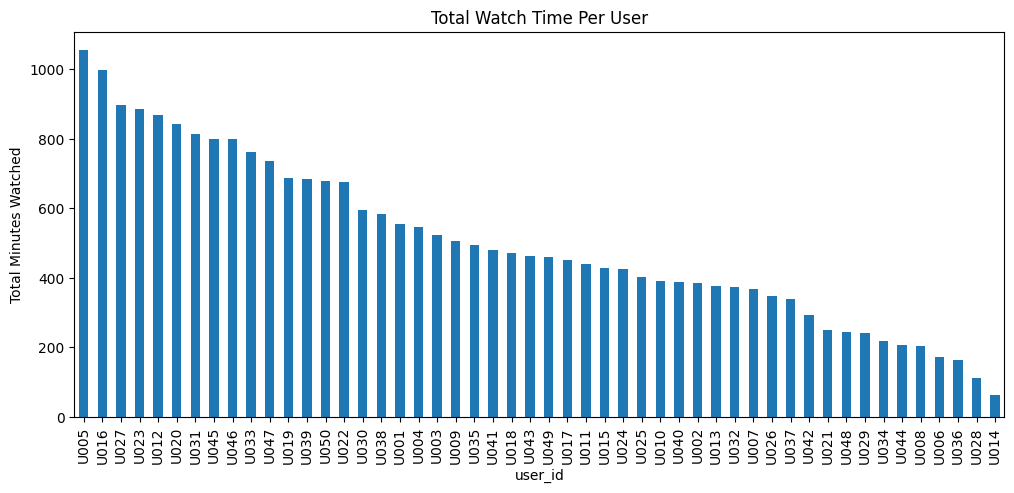 Total Watch Time Per User
Total Minutes Watched
1000
800
600
400
200
0
U005
U016
U027
U023
U012
U020
U031
U045
U046
U033
U047
U019
U039
U050
U022
U030
U038
U001
U004
U003
U009
U035
U041
U018
U043
U049
U017
U011
U015
U024
U025
U010
U040
U002
U013
U032
U007
U026
U037
U042
U021
U048
U029
U034
U044
U008
U006
U036
U028
U014
user_id